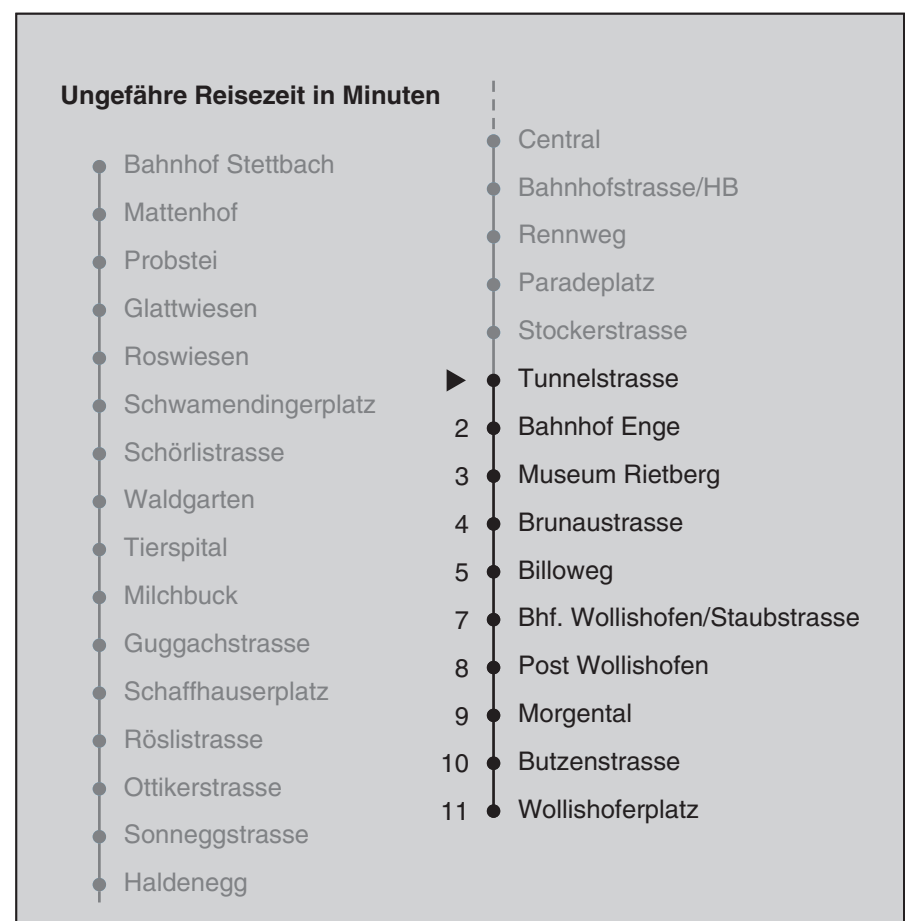 Ungefähre Reisezeit in Minuten
Bahnhof Stettbach
Mattenhof
Probstei
Glattwiesen
Roswiesen
Schwamendingerplatz
Schörlistrasse
Waldgarten
Tierspital
Milchbuck
Guggachstrasse
Schaffhauserplatz
Röslistrasse
Ottikerstrasse
Sonneggstrasse
Haldenegg
Central
Bahnhofstrasse/HB
Rennweg
Paradeplatz
Stockerstrasse
Tunnelstrasse
2 Bahnhof Enge
3 Museum Rietberg
4 Brunaustrasse
5 Billoweg
7 Bhf. Wollishofen/Staubstrasse
8 Post Wollishofen
9 Morgental
10 Butzenstrasse
11 Wollishoferplatz